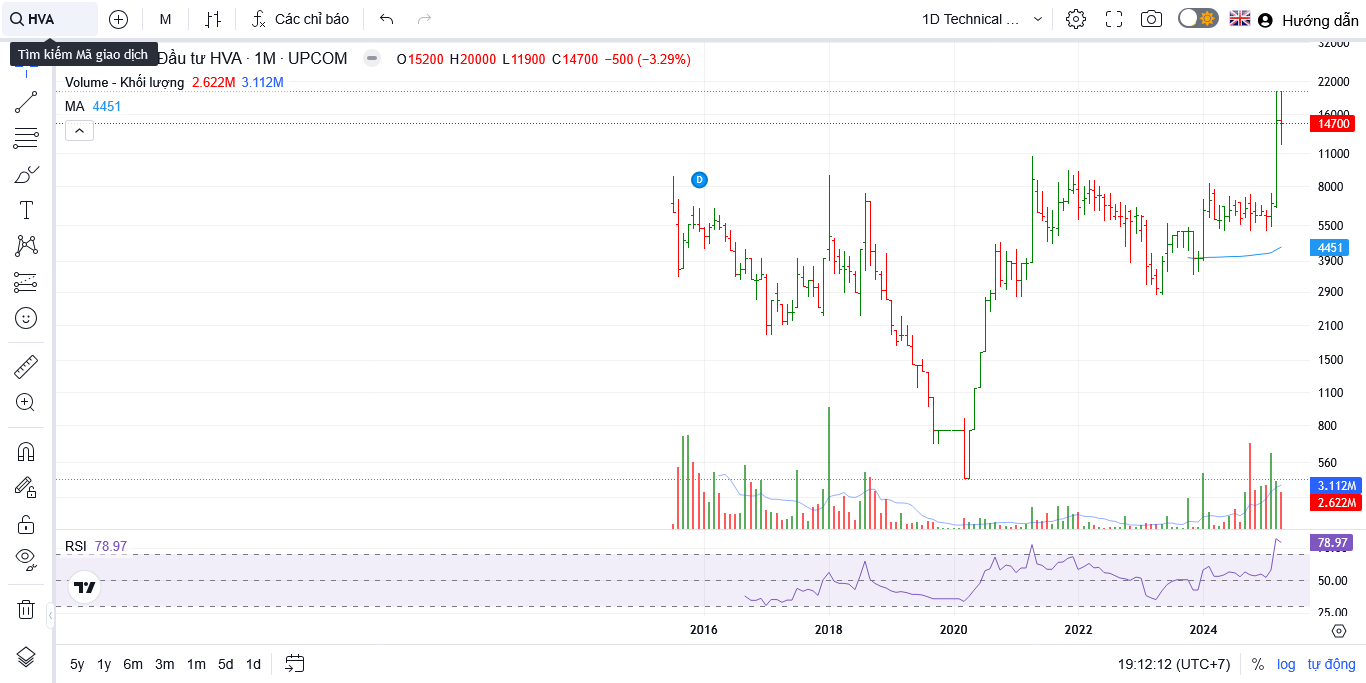 HVA
M
Các chỉ báo
1D Technical ...
Hướng dẫn
Tìm kiếm Mã giao dịch
Đầu tư HVA · 1M · UPCOM
O15200 H20000 L11900 C14700 −500 (−3.29%)
Volume - Khối lượng 2.622M 3.112M
MA 4451
D
32000
22000
16000
14700
11000
8000
5500
4451
3900
2900
2100
1500
1100
800
560
3.112M
2.622M
RSI 78.97
78.97
75.00
50.00
25.00
2016 2018 2020 2022 2024
5y 1y 6m 3m 1m 5d 1d
19:12:12 (UTC+7) % log tự động